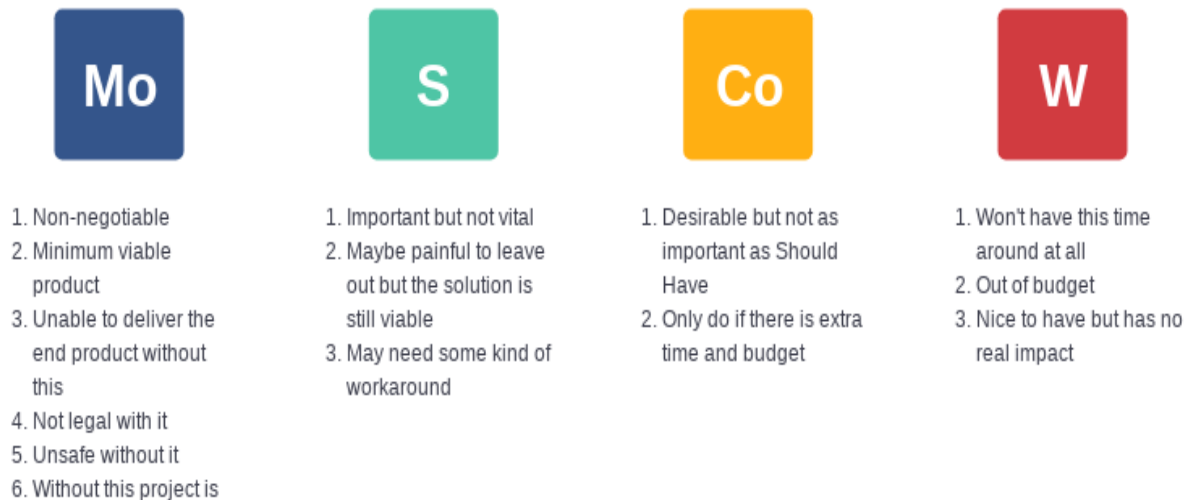 Mo
S
Co
W
1. Non-negotiable
2. Minimum viable
product
3. Unable to deliver the
end product without
this
4. Not legal with it
5. Unsafe without it
6. Without this project is
1. Important but not vital
2. Maybe painful to leave
out but the solution is
still viable
3. May need some kind of
workaround
1. Desirable but not as
important as Should
Have
2. Only do if there is extra
time and budget
1. Won't have this time
around at all
2. Out of budget
3. Nice to have but has no
real impact